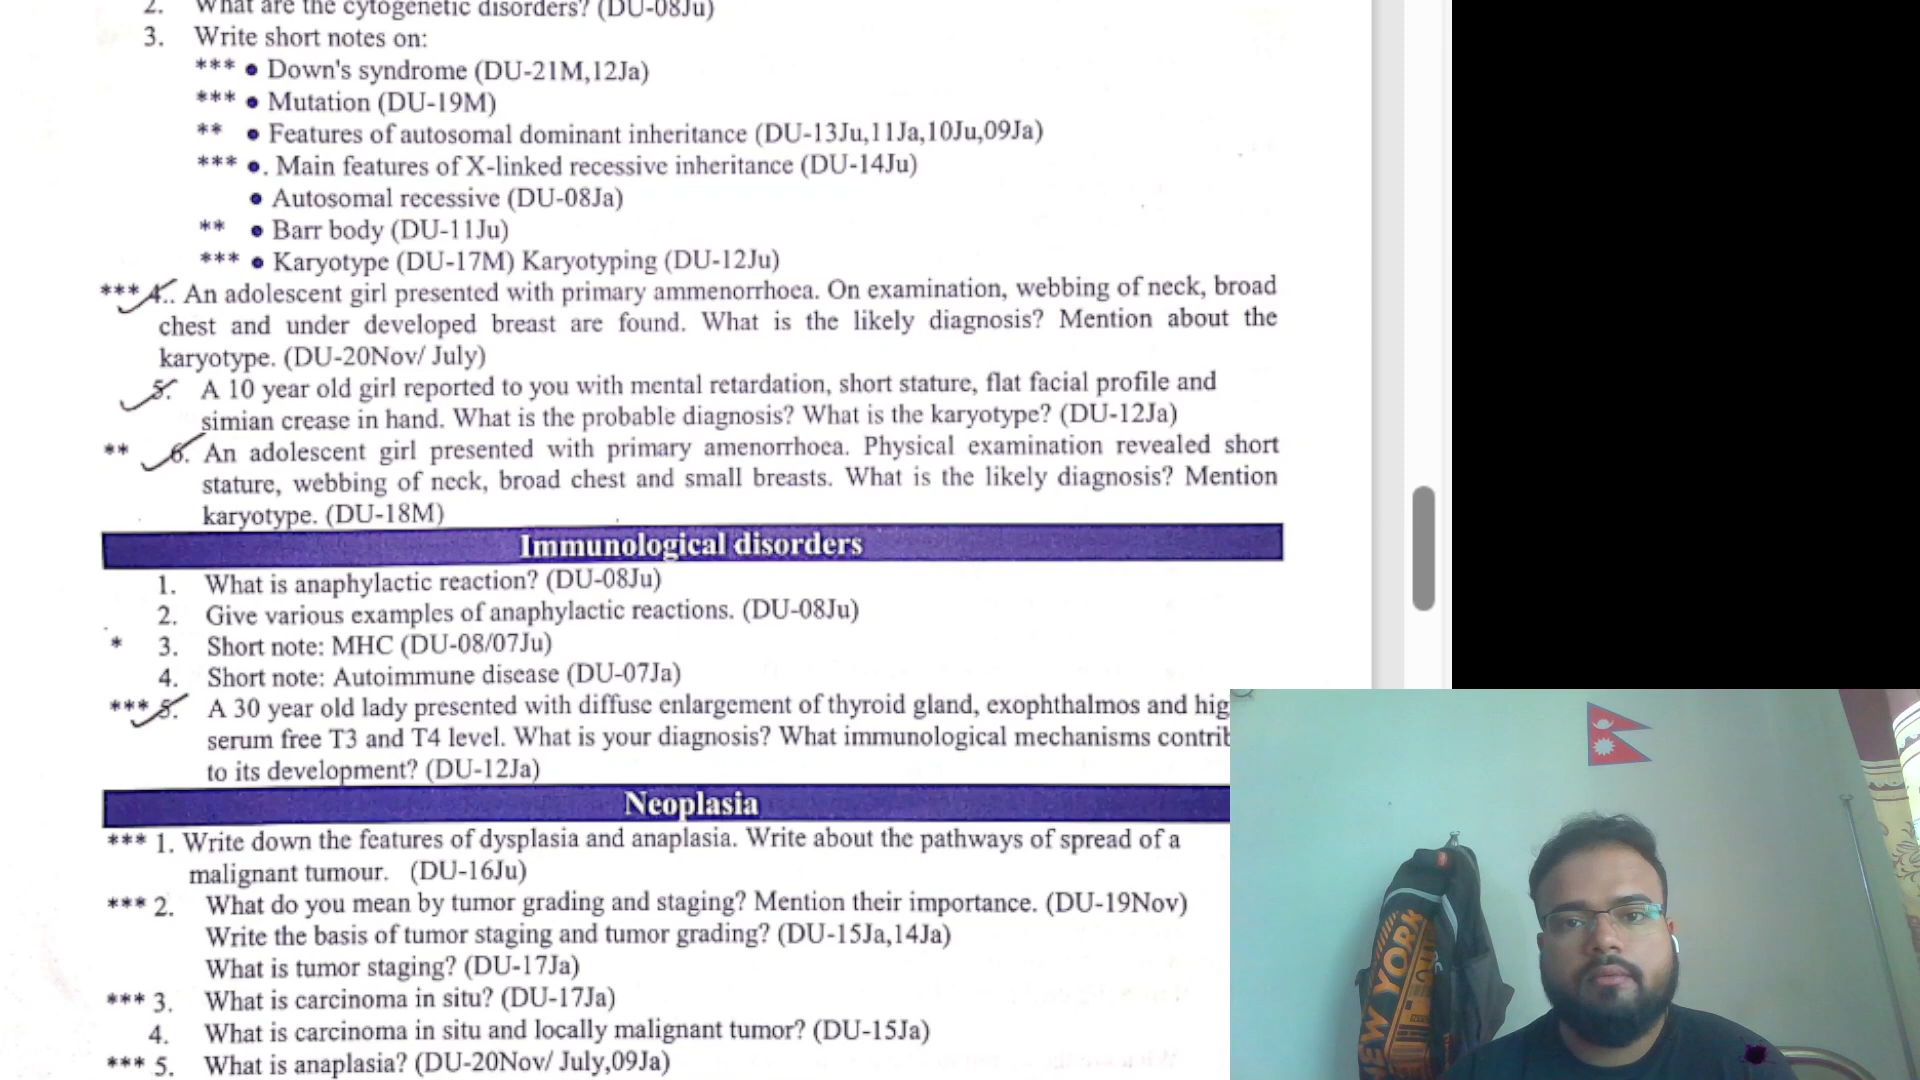 2. What are the cytogenetic disorders? (DU-08Ju)
3. Write short notes on:
*** ● Down's syndrome (DU-21M,12Ja)
*** ● Mutation (DU-19M)
** ● Features of autosomal dominant inheritance (DU-13Ju,11Ja,10Ju,09Ja)
*** ●. Main features of X-linked recessive inheritance (DU-14Ju)
● Autosomal recessive (DU-08Ja)
** ● Barr body (DU-11Ju)
*** ● Karyotype (DU-17M) Karyotyping (DU-12Ju)
*** 4.. An adolescent girl presented with primary ammenorrhoea. On examination, webbing of neck, broad
chest and under developed breast are found. What is the likely diagnosis? Mention about the
karyotype. (DU-20Nov/ July)
5. A 10 year old girl reported to you with mental retardation, short stature, flat facial profile and
simian crease in hand. What is the probable diagnosis? What is the karyotype? (DU-12Ja)
** 6. An adolescent girl presented with primary amenorrhoea. Physical examination revealed short
stature, webbing of neck, broad chest and small breasts. What is the likely diagnosis? Mention
karyotype. (DU-18M)
Immunological disorders
1. What is anaphylactic reaction? (DU-08Ju)
2. Give various examples of anaphylactic reactions. (DU-08Ju)
* 3. Short note: MHC (DU-08/07Ju)
4. Short note: Autoimmune disease (DU-07Ja)
*** 5. A 30 year old lady presented with diffuse enlargement of thyroid gland, exophthalmos and hig
serum free T3 and T4 level. What is your diagnosis? What immunological mechanisms contrib
to its development? (DU-12Ja)
Neoplasia
*** 1. Write down the features of dysplasia and anaplasia. Write about the pathways of spread of a
malignant tumour. (DU-16Ju)
*** 2. What do you mean by tumor grading and staging? Mention their importance. (DU-19Nov)
Write the basis of tumor staging and tumor grading? (DU-15Ja,14Ja)
What is tumor staging? (DU-17Ja)
*** 3. What is carcinoma in situ? (DU-17Ja)
4. What is carcinoma in situ and locally malignant tumor? (DU-15Ja)
*** 5. What is anaplasia? (DU-20Nov/ July,09Ja)
NEW YORK